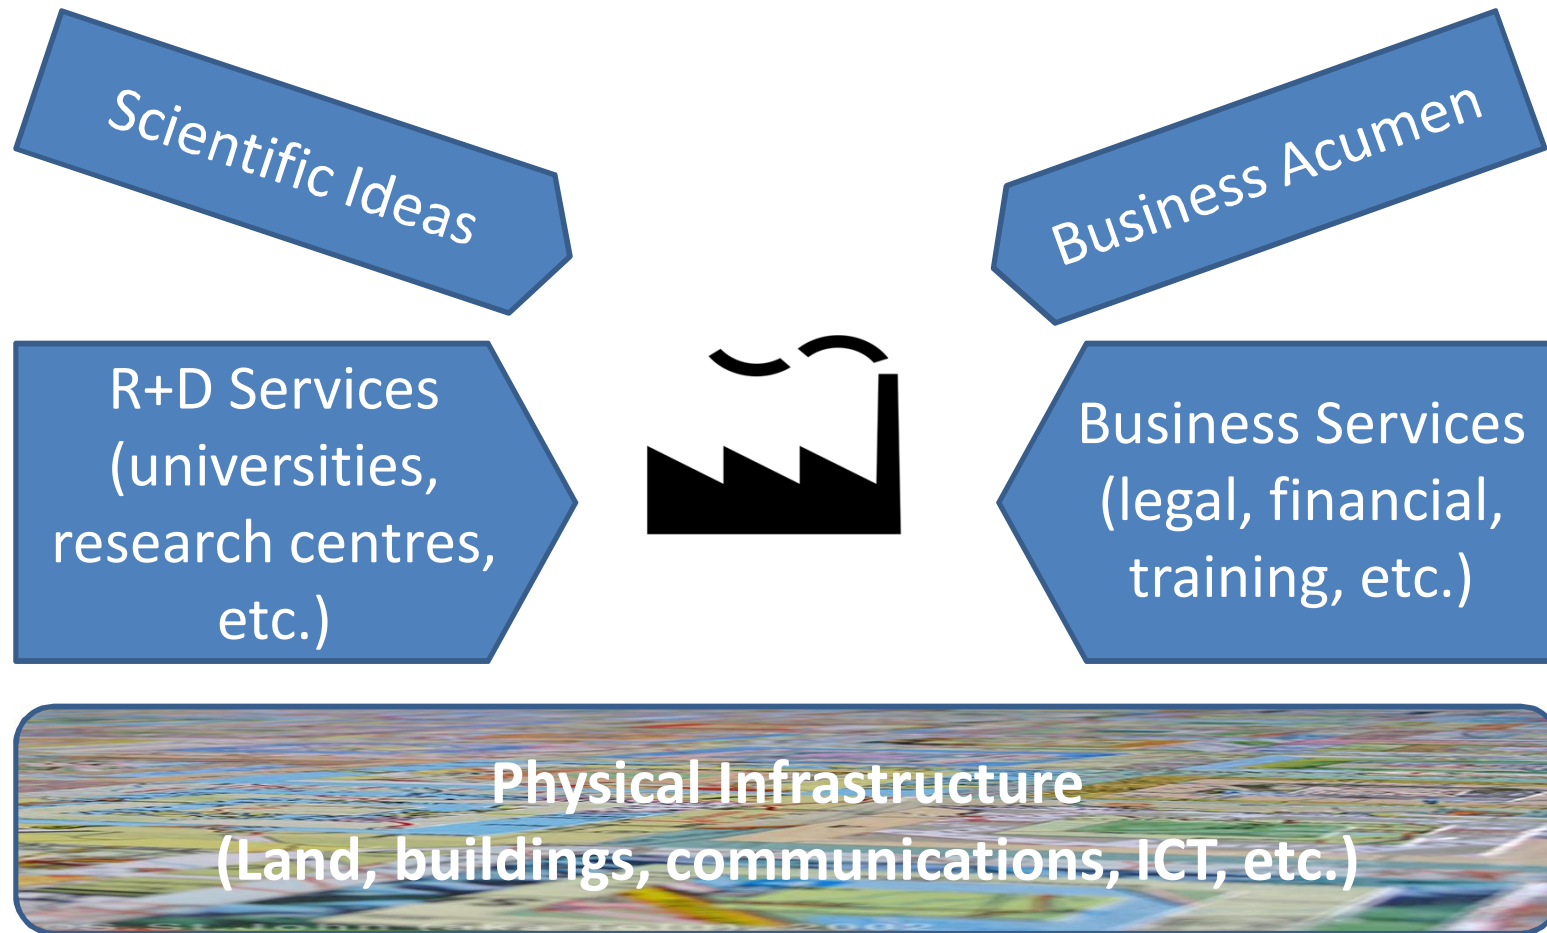 Scientific Ideas
Business Acumen
R+D Services
(universities,
research centres,
etc.)
Business Services
(legal, financial,
training, etc.)
Physical Infrastructure
(Land, buildings, communications, ICT, etc.)